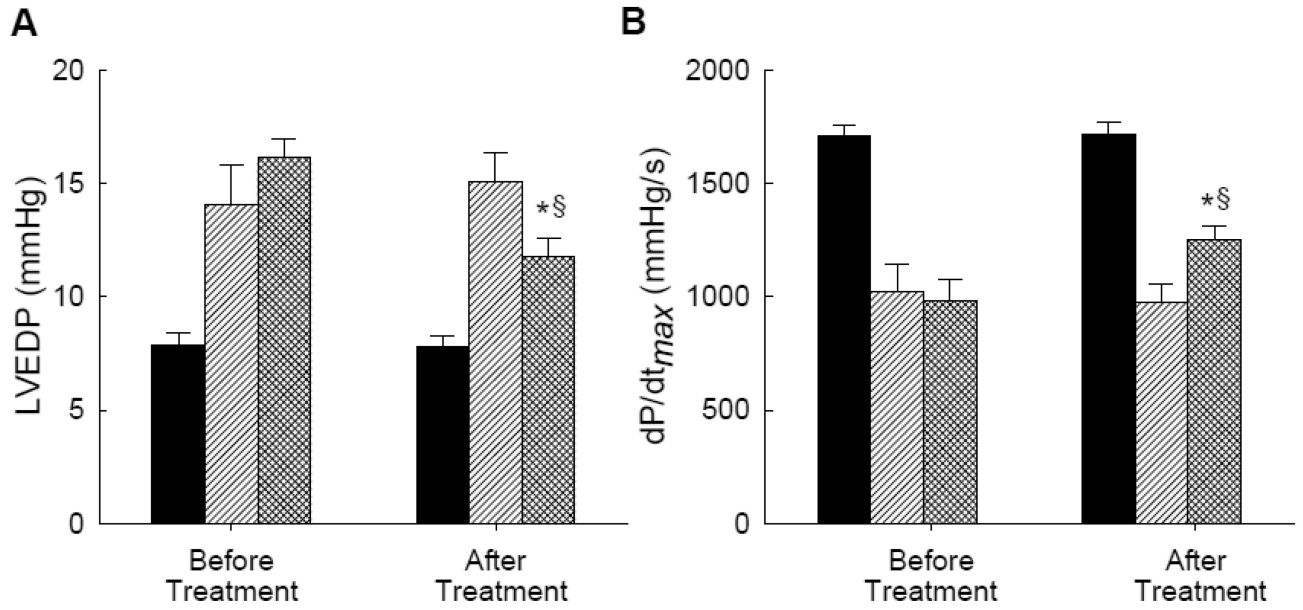 A
20
15
10
5
0
LVEDP (mmHg)
*§
Before
Treatment
After
Treatment
B
2000
1500
1000
500
0
dP/dtmax (mmHg/s)
*§
Before
Treatment
After
Treatment